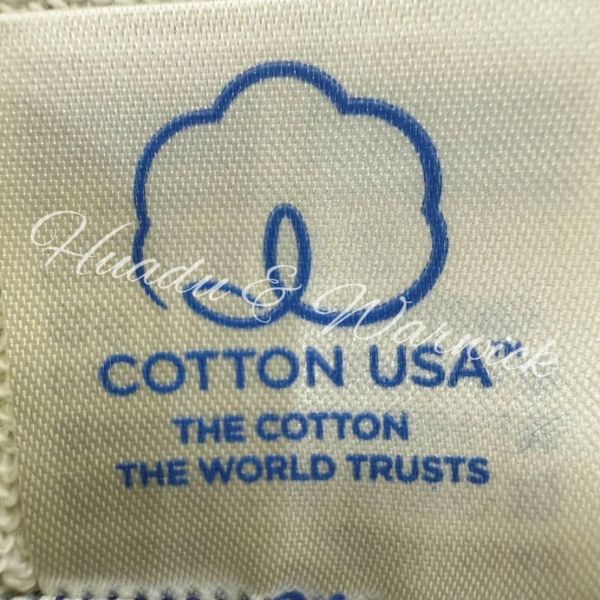 Huadu & Warwick
COTTON USA™
THE COTTON
THE WORLD TRUSTS